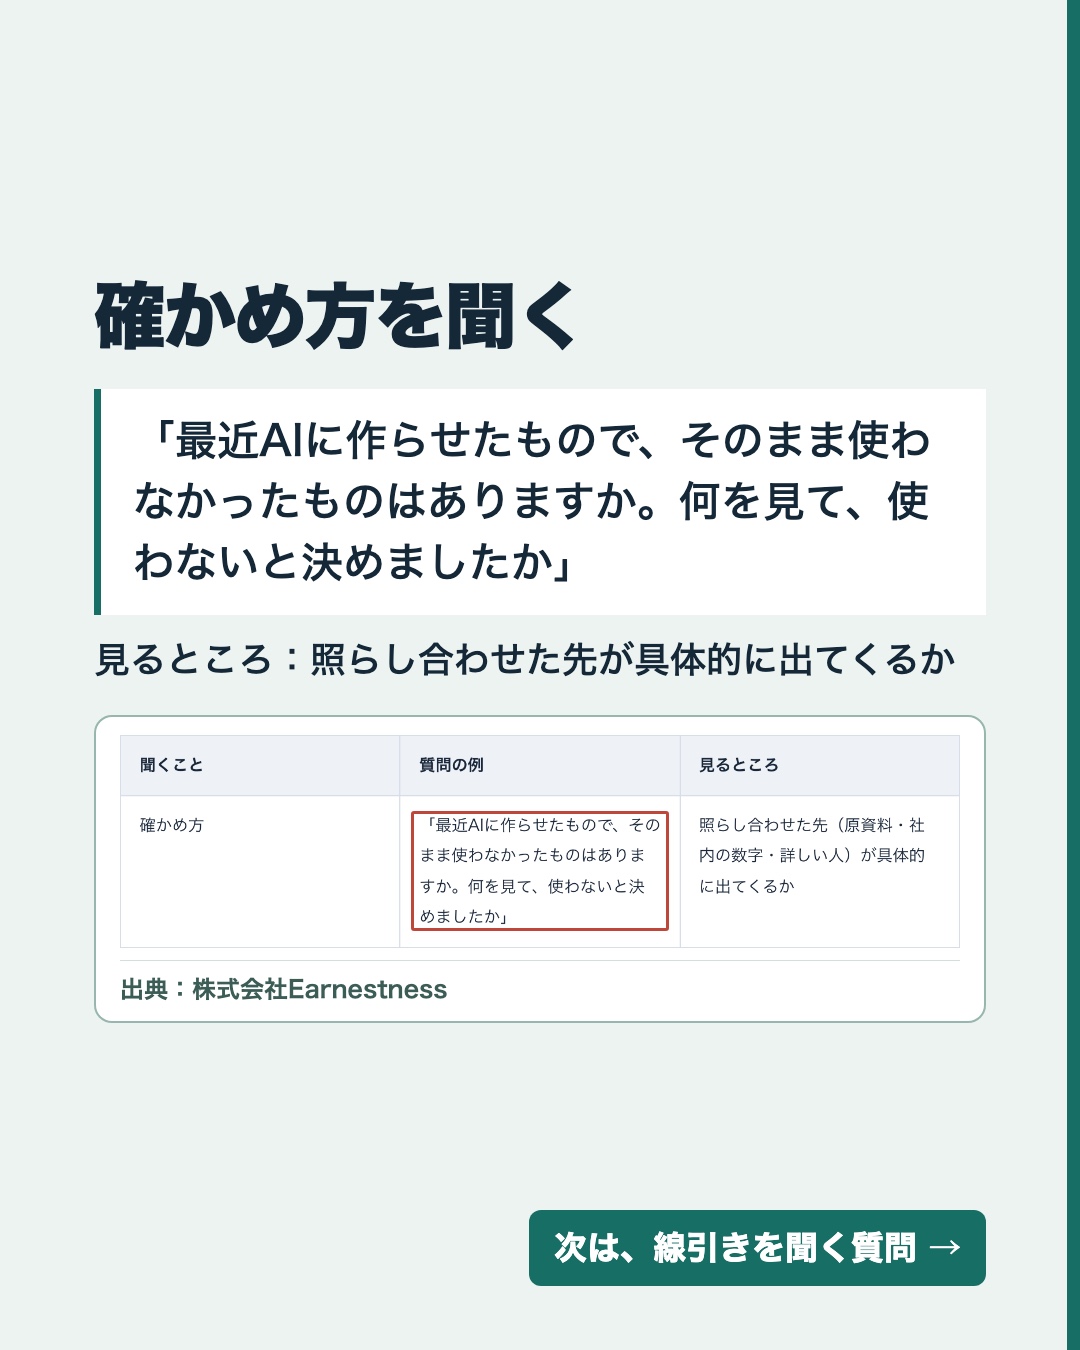 確かめ方を聞く
「最近AIに作らせたもので、そのまま使わ
なかったものはありますか。何を見て、使
わないと決めましたか」
見るところ：照らし合わせた先が具体的に出てくるか
聞くこと
質問の例
見るところ
確かめ方
「最近AIに作らせたもので、その
まま使わなかったものはありま
すか。何を見て、使わないと決
めましたか」
照らし合わせた先（原資料・社
内の数字・詳しい人）が具体的
に出てくるか
出典：株式会社Earnestness
次は、線引きを聞く質問 →